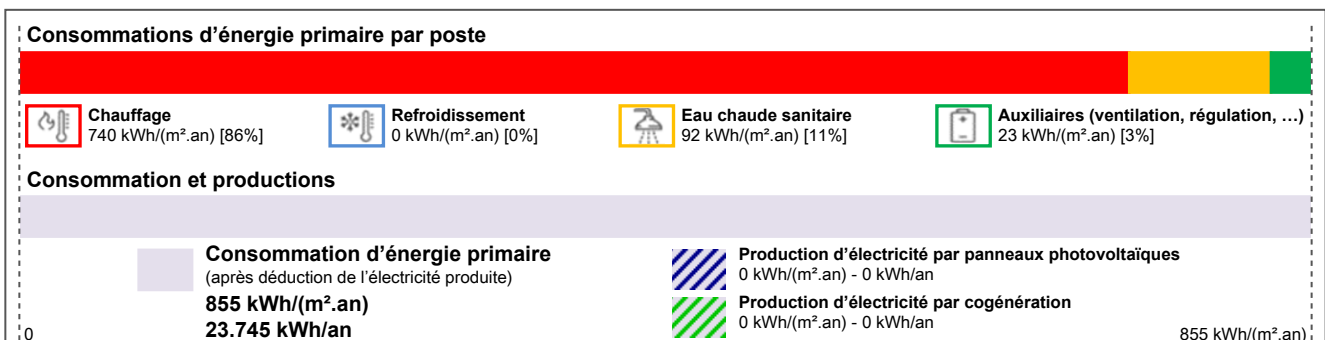 Consommations d’énergie primaire par poste
Chauffage
740 kWh/(m².an) [86%]
Refroidissement
0 kWh/(m².an) [0%]
Eau chaude sanitaire
92 kWh/(m².an) [11%]
Auxiliaires (ventilation, régulation, …)
23 kWh/(m².an) [3%]
Consommation et productions
Consommation d’énergie primaire
(après déduction de l’électricité produite)
855 kWh/(m².an)
23.745 kWh/an
Production d’électricité par panneaux photovoltaïques
0 kWh/(m².an) - 0 kWh/an
Production d’électricité par cogénération
0 kWh/(m².an) - 0 kWh/an
0
855 kWh/(m².an)